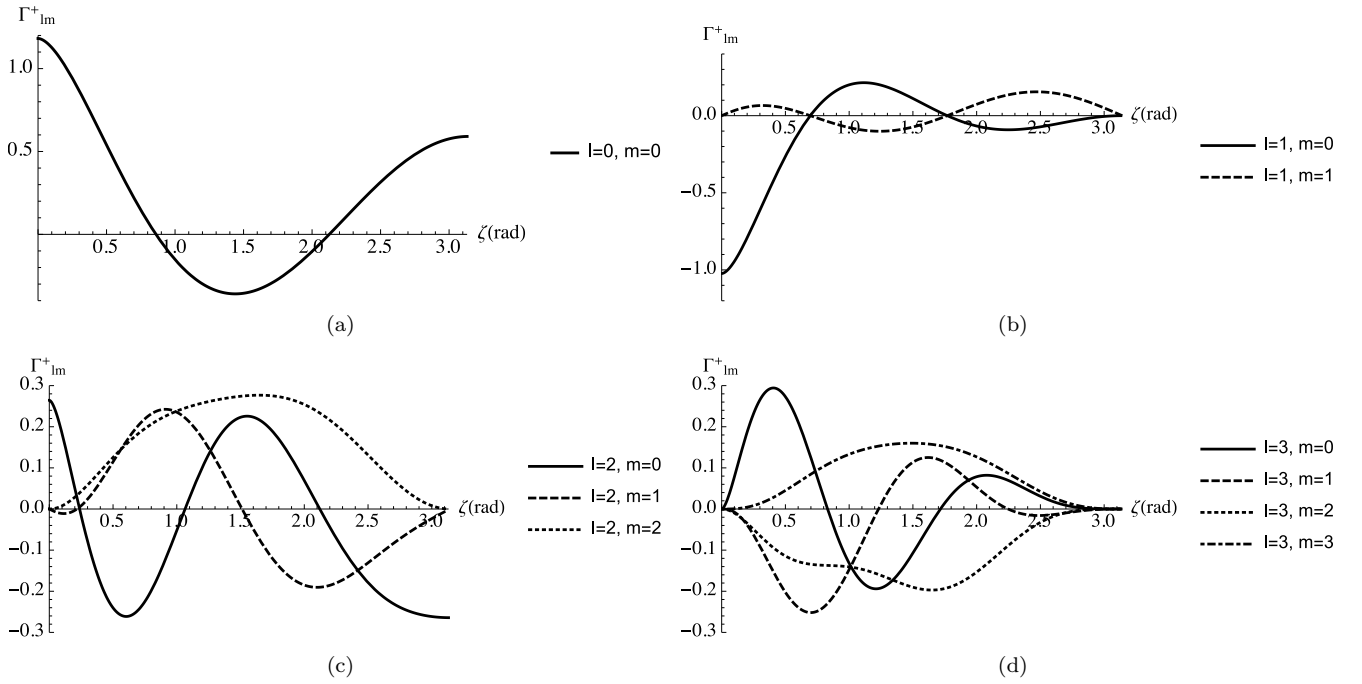 Γ⁺lm
1.0
0.5
0.5 1.0 1.5 2.0 2.5 3.0 ζ(rad)
l=0, m=0
(a)
Γ⁺lm
0.0
0.5 1.0 1.5 2.0 2.5 3.0 ζ(rad)
−0.5
−1.0
l=1, m=0
l=1, m=1
(b)
Γ⁺lm
0.3
0.2
0.1
0.0
0.5 1.0 1.5 2.0 2.5 3.0 ζ(rad)
−0.1
−0.2
−0.3
l=2, m=0
l=2, m=1
l=2, m=2
(c)
Γ⁺lm
0.3
0.2
0.1
0.0
0.5 1.0 1.5 2.0 2.5 3.0 ζ(rad)
−0.1
−0.2
−0.3
l=3, m=0
l=3, m=1
l=3, m=2
l=3, m=3
(d)